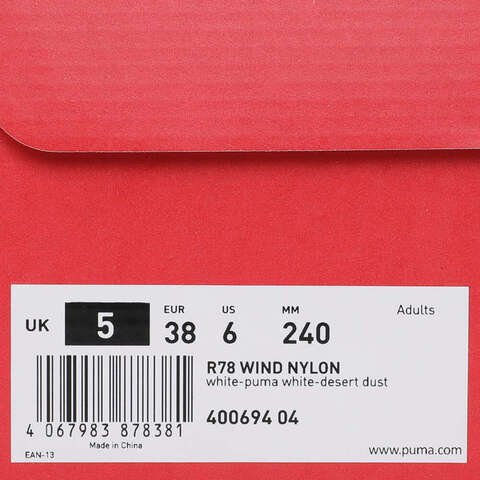 EUR US MM Adults
UK 5 38 6 240
R78 WIND NYLON
white-puma white-desert dust
400694 04
4 067983 878381
Made in China
EAN-13
www.puma.com